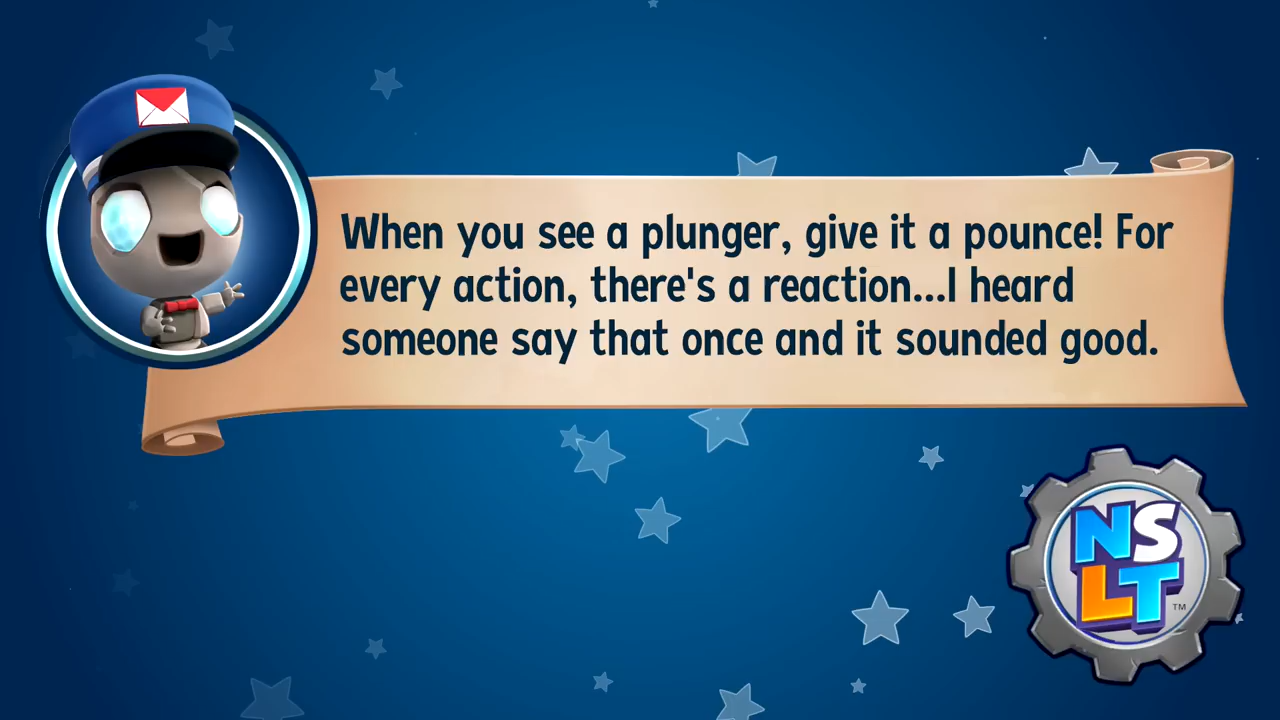 When you see a plunger, give it a pounce! For
every action, there's a reaction...I heard
someone say that once and it sounded good.
NS
LT
TM